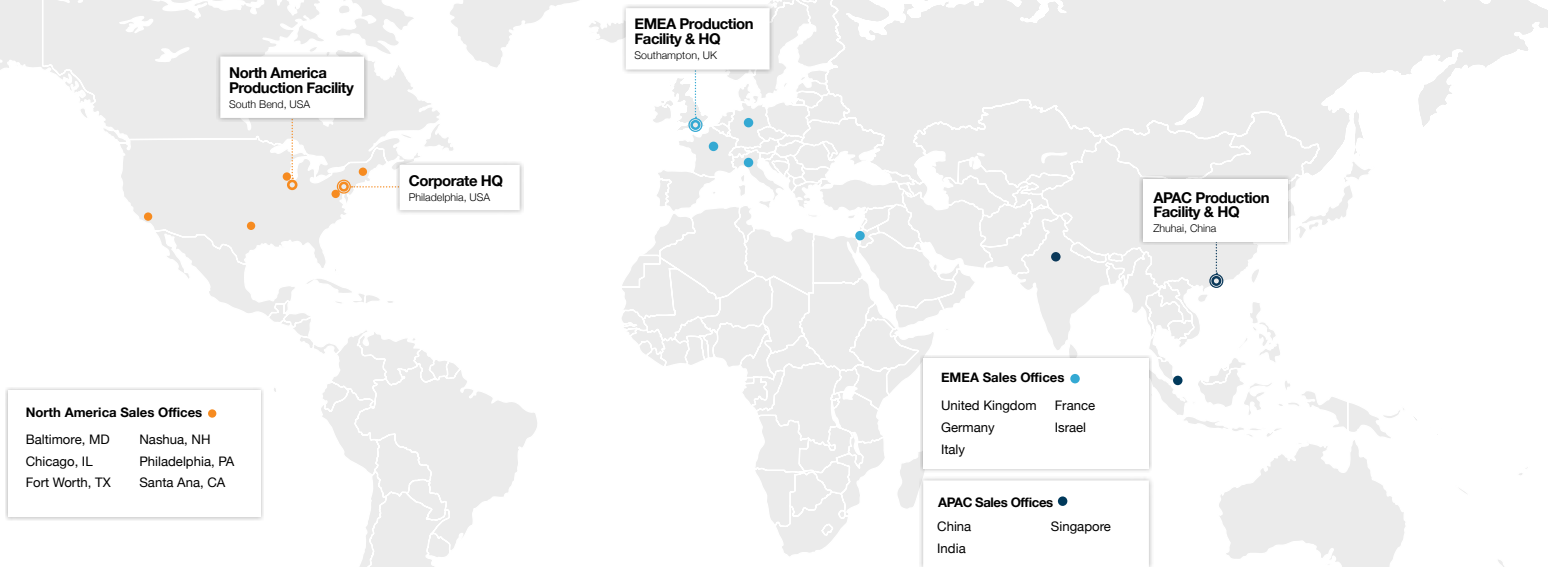 EMEA Production
Facility & HQ
Southampton, UK
North America
Production Facility
South Bend, USA
Corporate HQ
Philadelphia, USA
APAC Production
Facility & HQ
Zhuhai, China
North America Sales Offices
Baltimore, MD
Nashua, NH
Chicago, IL
Philadelphia, PA
Fort Worth, TX
Santa Ana, CA
EMEA Sales Offices
United Kingdom
France
Germany
Israel
Italy
APAC Sales Offices
China
Singapore
India